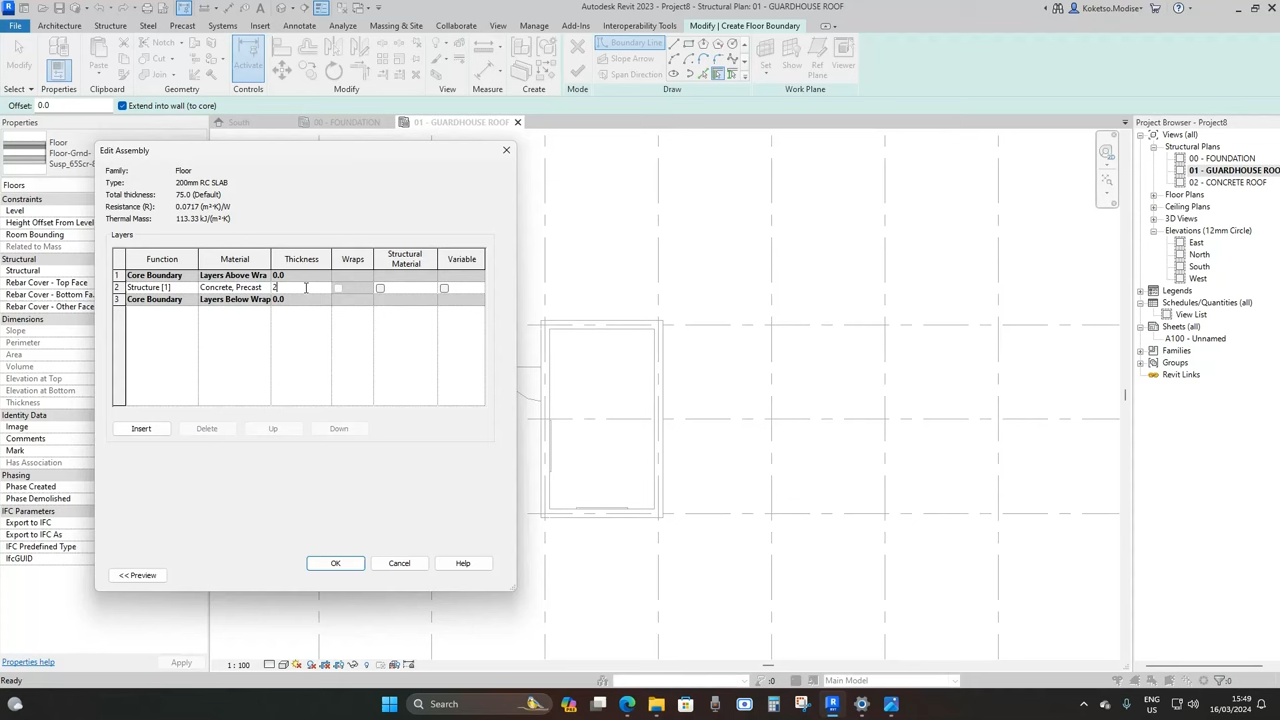 Autodesk Revit 2023 - Project8 - Structural Plan: 01 - GUARDHOUSE ROOF
Koketso.Modise
File Architecture Structure Steel Precast Systems Insert Annotate Analyze Massing & Site Collaborate View Manage Add-Ins Interoperability Tools Modify | Create Floor Boundary
Modify
Paste
Notch
Cut
Join
Activate
Boundary Line
Slope Arrow
Span Direction
Set Show Ref Plane Viewer
Select Properties Clipboard Geometry Controls Modify View Measure Create Mode Draw Work Plane
Offset: 0.0 Extend into wall (to core)
Properties
South
00 - FOUNDATION
01 - GUARDHOUSE ROOF
Floor
Floor-Grnd-
Susp_65Scr-8
Floors
Constraints
Level
Height Offset From Level
Room Bounding
Related to Mass
Structural
Structural
Rebar Cover - Top Face
Rebar Cover - Bottom Fa.
Rebar Cover - Other Face
Dimensions
Slope
Perimeter
Area
Volume
Elevation at Top
Elevation at Bottom
Thickness
Identity Data
Image
Comments
Mark
Has Association
Phasing
Phase Created
Phase Demolished
IFC Parameters
Export to IFC
Export to IFC As
IFC Predefined Type
IfcGUID
Properties help
Apply
Edit Assembly
Family: Floor
Type: 200mm RC SLAB
Total thickness: 75.0 (Default)
Resistance (R): 0.0717 (m²·K)/W
Thermal Mass: 113.33 kJ/(m²·K)
Layers
Function Material Thickness Wraps Structural Material Variable
1 Core Boundary Layers Above Wra 0.0
2 Structure [1] Concrete, Precast 2
3 Core Boundary Layers Below Wrap 0.0
Insert Delete Up Down
OK Cancel Help
<< Preview
Project Browser - Project8
Views (all)
Structural Plans
00 - FOUNDATION
01 - GUARDHOUSE ROO
02 - CONCRETE ROOF
Floor Plans
Ceiling Plans
3D Views
Elevations (12mm Circle)
East
North
South
West
Legends
Schedules/Quantities (all)
View List
Sheets (all)
A100 - Unnamed
Families
Groups
Revit Links
1 : 100
Ready
:0
Main Model
:0
Search
ENG
US
15:49
16/03/2024